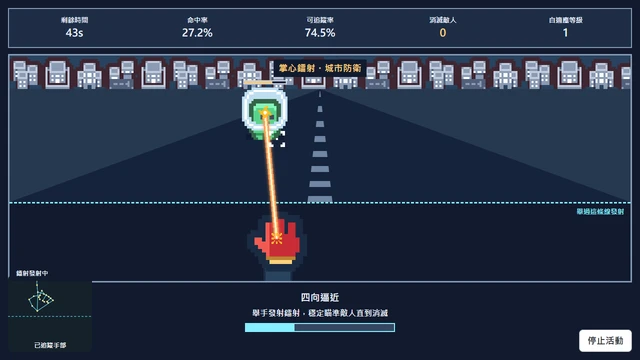 剩餘時間
43s
命中率
27.2%
可追蹤率
74.5%
消滅敵人
0
自適應等級
1
掌心鐳射 · 城市防衛
舉過這條線發射
鐳射發射中
已追蹤手部
四向逼近
舉手發射鐳射，穩定瞄準敵人直到消滅
停止活動